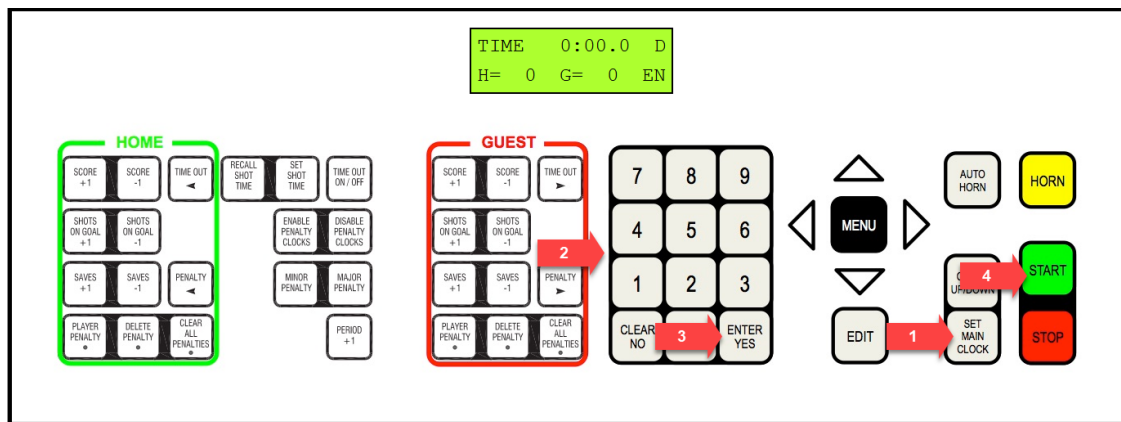 TIME 0:00.0 D
H= 0 G= 0 EN
HOME
SCORE
+1
SCORE
-1
TIME OUT
◄
RECALL
SHOT
TIME
SET
SHOT
TIME
TIME OUT
ON / OFF
SHOTS
ON GOAL
+1
SHOTS
ON GOAL
-1
ENABLE
PENALTY
CLOCKS
DISABLE
PENALTY
CLOCKS
SAVES
+1
SAVES
-1
PENALTY
◄
MINOR
PENALTY
MAJOR
PENALTY
PLAYER
PENALTY
•
DELETE
PENALTY
•
CLEAR
ALL
PENALTIES
•
PERIOD
+1
GUEST
SCORE
+1
SCORE
-1
TIME OUT
►
SHOTS
ON GOAL
+1
SHOTS
ON GOAL
-1
2
SAVES
+1
SAVES
-1
PENALTY
►
PLAYER
PENALTY
•
DELETE
PENALTY
•
CLEAR
ALL
PENALTIES
•
7 8 9
4 5 6
1 2 3
CLEAR
NO
3
ENTER
YES
MENU
EDIT
1
AUTO
HORN
HORN
UP/DOWN
4
START
SET
MAIN
CLOCK
STOP